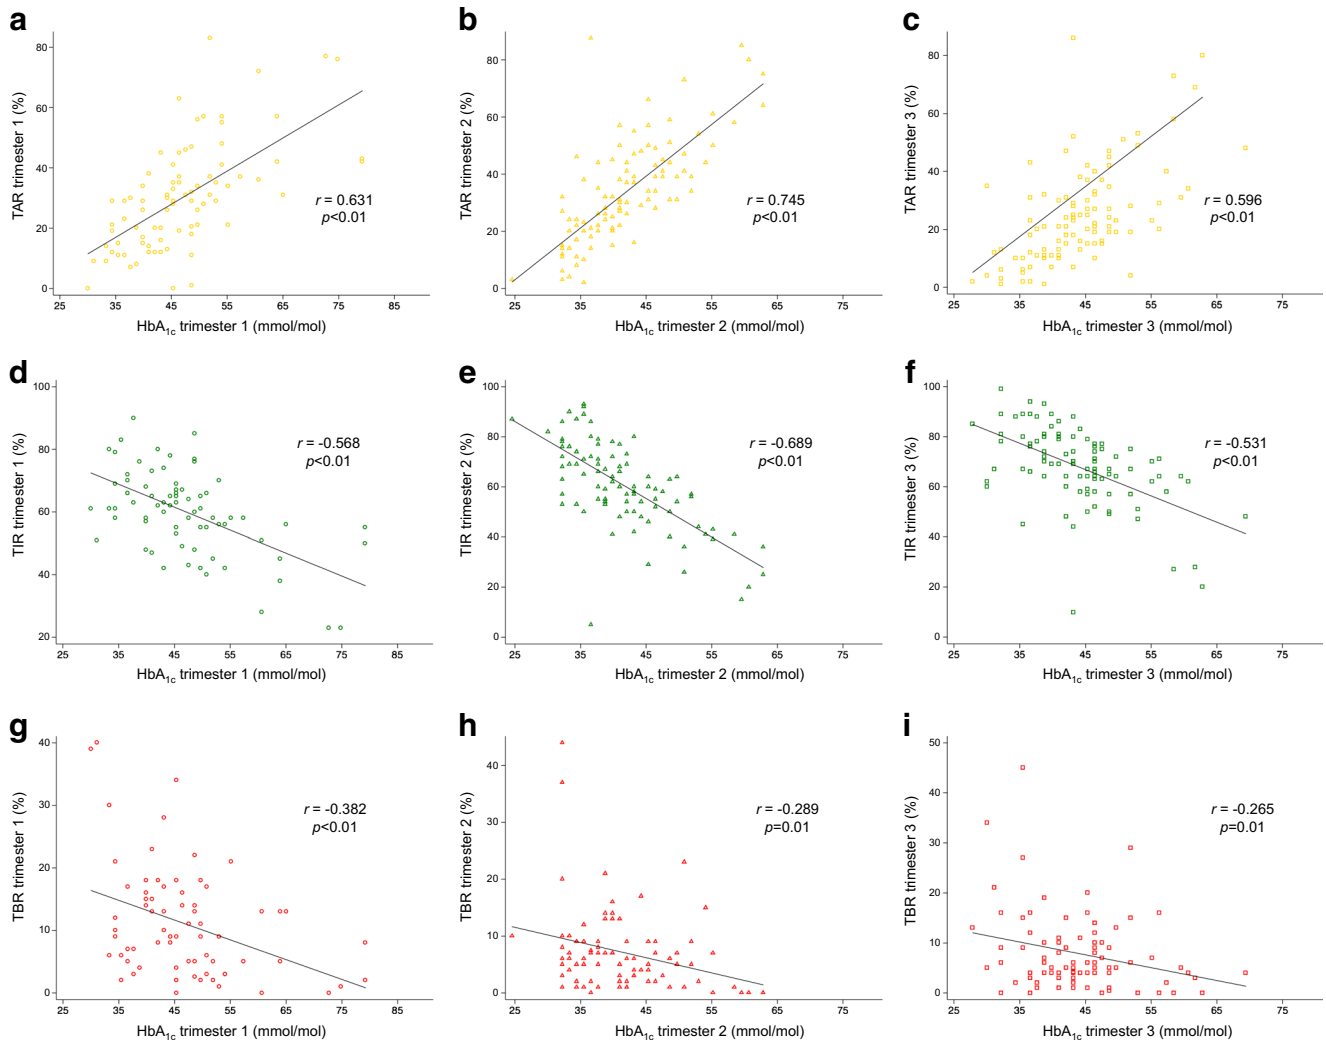 a
TAR trimester 1 (%)
80
60
40
20
0
r = 0.631
p<0.01
25 35 45 55 65 75 85
HbA1c trimester 1 (mmol/mol)
b
TAR trimester 2 (%)
80
60
40
20
0
r = 0.745
p<0.01
25 35 45 55 65 75
HbA1c trimester 2 (mmol/mol)
c
TAR trimester 3 (%)
80
60
40
20
0
r = 0.596
p<0.01
25 35 45 55 65 75
HbA1c trimester 3 (mmol/mol)
d
TIR trimester 1 (%)
100
80
60
40
20
r = -0.568
p<0.01
25 35 45 55 65 75 85
HbA1c trimester 1 (mmol/mol)
e
TIR trimester 2 (%)
100
80
60
40
20
0
r = -0.689
p<0.01
25 35 45 55 65 75
HbA1c trimester 2 (mmol/mol)
f
TIR trimester 3 (%)
100
80
60
40
20
0
r = -0.531
p<0.01
25 35 45 55 65 75
HbA1c trimester 3 (mmol/mol)
g
TBR trimester 1 (%)
40
30
20
10
0
r = -0.382
p<0.01
25 35 45 55 65 75 85
HbA1c trimester 1 (mmol/mol)
h
TBR trimester 2 (%)
40
30
20
10
0
r = -0.289
p=0.01
25 35 45 55 65 75
HbA1c trimester 2 (mmol/mol)
i
TBR trimester 3 (%)
50
40
30
20
10
0
r = -0.265
p=0.01
25 35 45 55 65 75
HbA1c trimester 3 (mmol/mol)